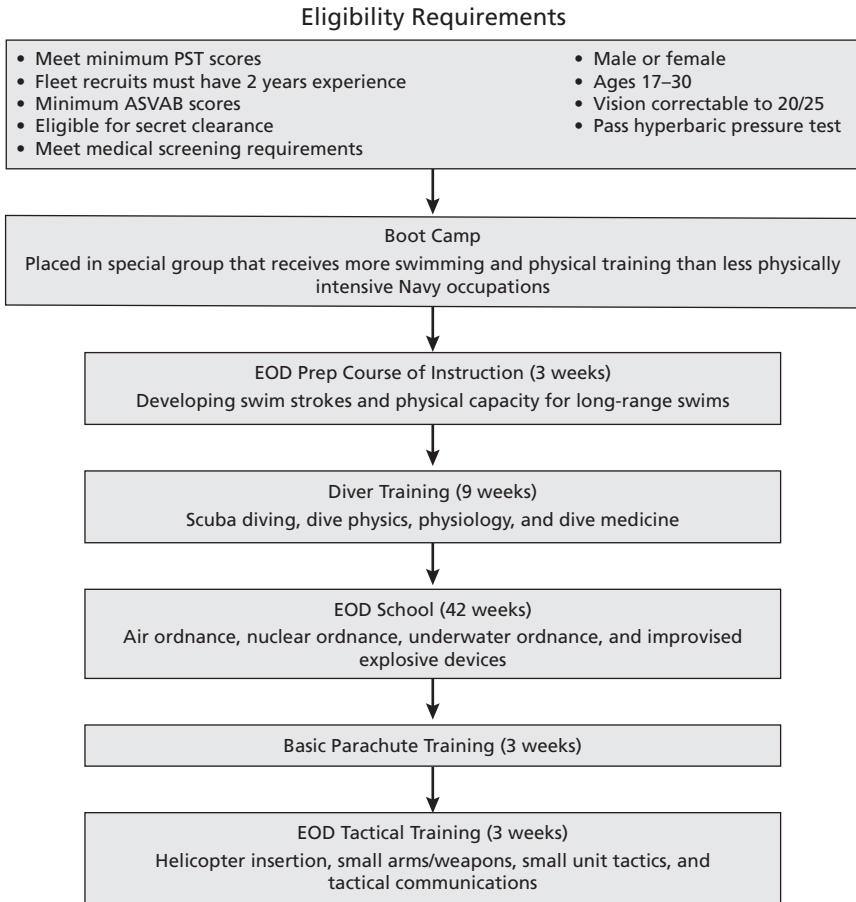 Eligibility Requirements
• Meet minimum PST scores
• Fleet recruits must have 2 years experience
• Minimum ASVAB scores
• Eligible for secret clearance
• Meet medical screening requirements
• Male or female
• Ages 17–30
• Vision correctable to 20/25
• Pass hyperbaric pressure test
Boot Camp
Placed in special group that receives more swimming and physical training than less physically
intensive Navy occupations
EOD Prep Course of Instruction (3 weeks)
Developing swim strokes and physical capacity for long-range swims
Diver Training (9 weeks)
Scuba diving, dive physics, physiology, and dive medicine
EOD School (42 weeks)
Air ordnance, nuclear ordnance, underwater ordnance, and improvised
explosive devices
Basic Parachute Training (3 weeks)
EOD Tactical Training (3 weeks)
Helicopter insertion, small arms/weapons, small unit tactics, and
tactical communications